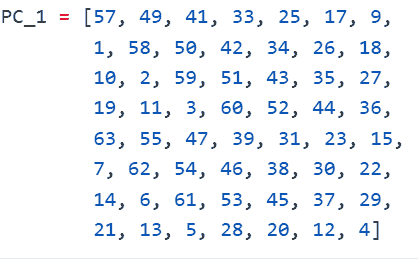 PC_1 = [57, 49, 41, 33, 25, 17, 9,
1, 58, 50, 42, 34, 26, 18,
10, 2, 59, 51, 43, 35, 27,
19, 11, 3, 60, 52, 44, 36,
63, 55, 47, 39, 31, 23, 15,
7, 62, 54, 46, 38, 30, 22,
14, 6, 61, 53, 45, 37, 29,
21, 13, 5, 28, 20, 12, 4]